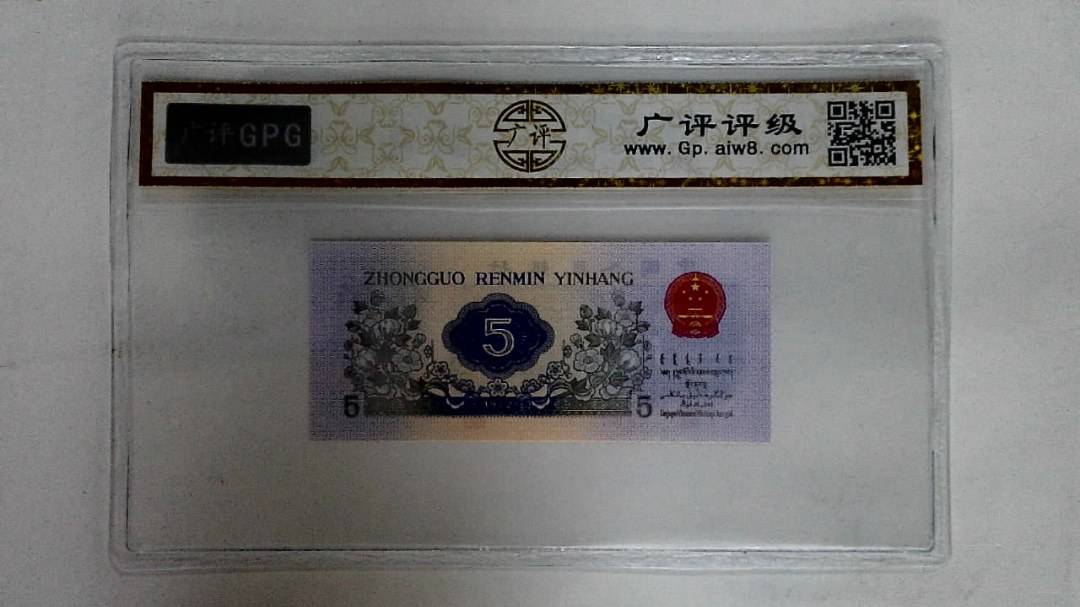 广评GPG
广评
广评评级
www. Gp. aiw8. com
ZHONGGUO RENMIN YINHANG
5
5
5